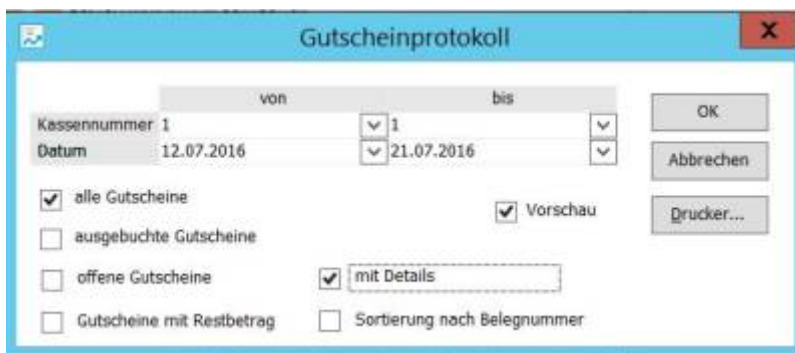 Gutscheinprotokoll
X
von bis
Kassennummer 1 1
OK
Datum 12.07.2016 21.07.2016
Abbrechen
alle Gutscheine
Vorschau
Drucker...
ausgebuchte Gutscheine
offene Gutscheine mit Details
Gutscheine mit Restbetrag Sortierung nach Belegnummer